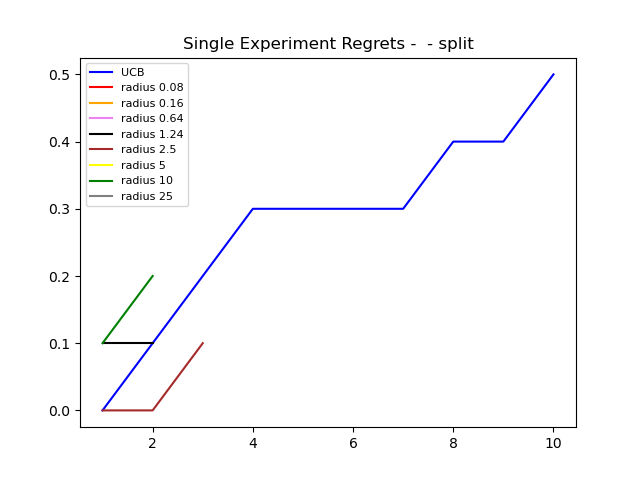 Single Experiment Regrets -  - split
UCB
radius 0.08
radius 0.16
radius 0.64
radius 1.24
radius 2.5
radius 5
radius 10
radius 25
0.5
0.4
0.3
0.2
0.1
0.0
2
4
6
8
10